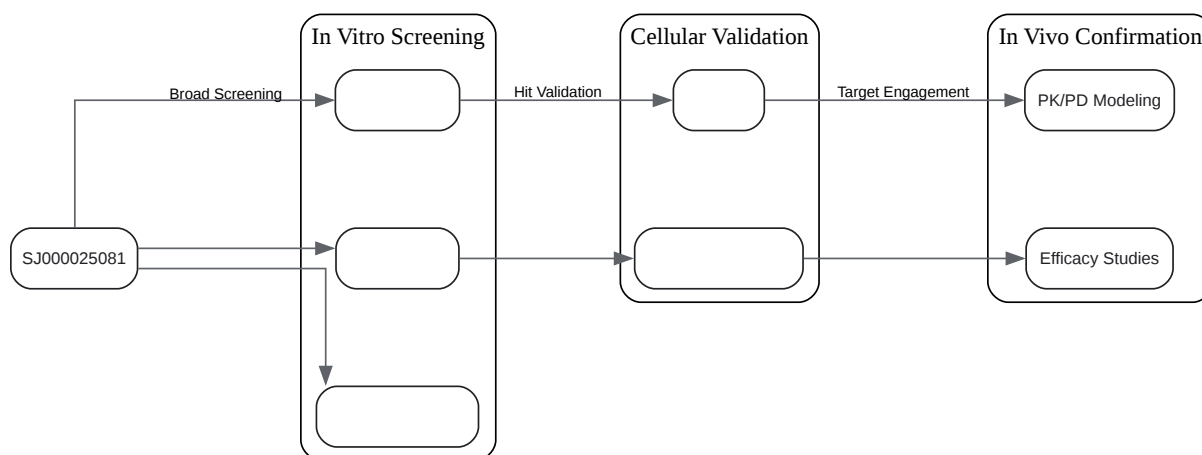 In Vitro Screening
Cellular Validation
In Vivo Confirmation
Broad Screening
Hit Validation
Target Engagement
PK/PD Modeling
SJ000025081
Efficacy Studies